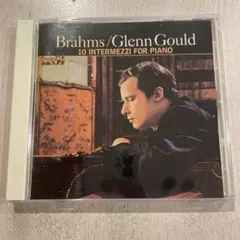 Brahms/Glenn Gould
10 INTERMEZZI FOR PIANO